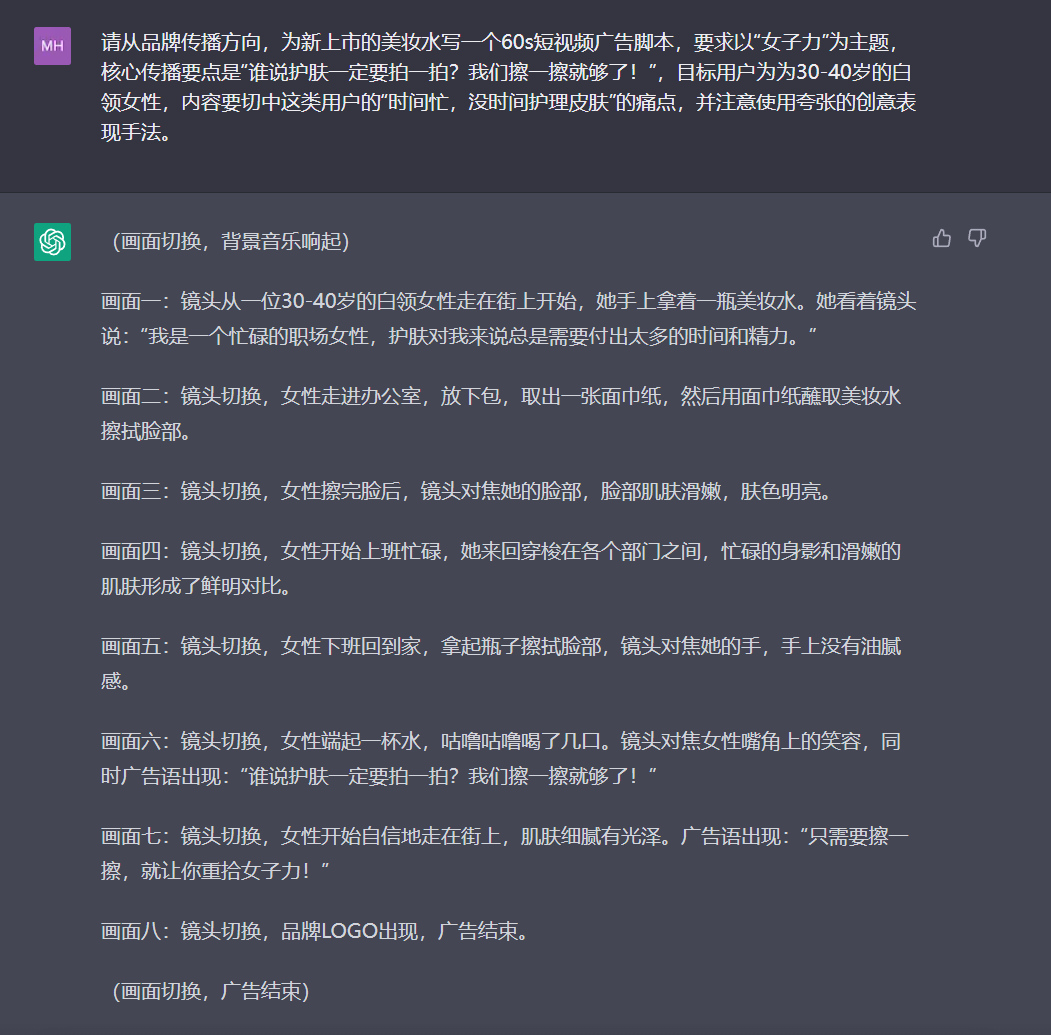 MH
请从品牌传播方向，为新上市的美妆水写一个60s短视频广告脚本，要求以“女子力”为主题，
核心传播要点是“谁说护肤一定要拍一拍？我们擦一擦就够了！”，目标用户为为30-40岁的白
领女性，内容要切中这类用户的“时间忙，没时间护理皮肤”的痛点，并注意使用夸张的创意表
现手法。
（画面切换，背景音乐响起）
画面一：镜头从一位30-40岁的白领女性走在街上开始，她手上拿着一瓶美妆水。她看着镜头
说：“我是一个忙碌的职场女性，护肤对我来说总是需要付出太多的时间和精力。”
画面二：镜头切换，女性走进办公室，放下包，取出一张面巾纸，然后用面巾纸蘸取美妆水
擦拭脸部。
画面三：镜头切换，女性擦完脸后，镜头对焦她的脸部，脸部肌肤滑嫩，肤色明亮。
画面四：镜头切换，女性开始上班忙碌，她来回穿梭在各个部门之间，忙碌的身影和滑嫩的
肌肤形成了鲜明对比。
画面五：镜头切换，女性下班回到家，拿起瓶子擦拭脸部，镜头对焦她的手，手上没有油腻
感。
画面六：镜头切换，女性端起一杯水，咕噜咕噜喝了几口。镜头对焦女性嘴角上的笑容，同
时广告语出现：“谁说护肤一定要拍一拍？我们擦一擦就够了！”
画面七：镜头切换，女性开始自信地走在街上，肌肤细腻有光泽。广告语出现：“只需要擦一
擦，就让你重拾女子力！”
画面八：镜头切换，品牌LOGO出现，广告结束。
（画面切换，广告结束）